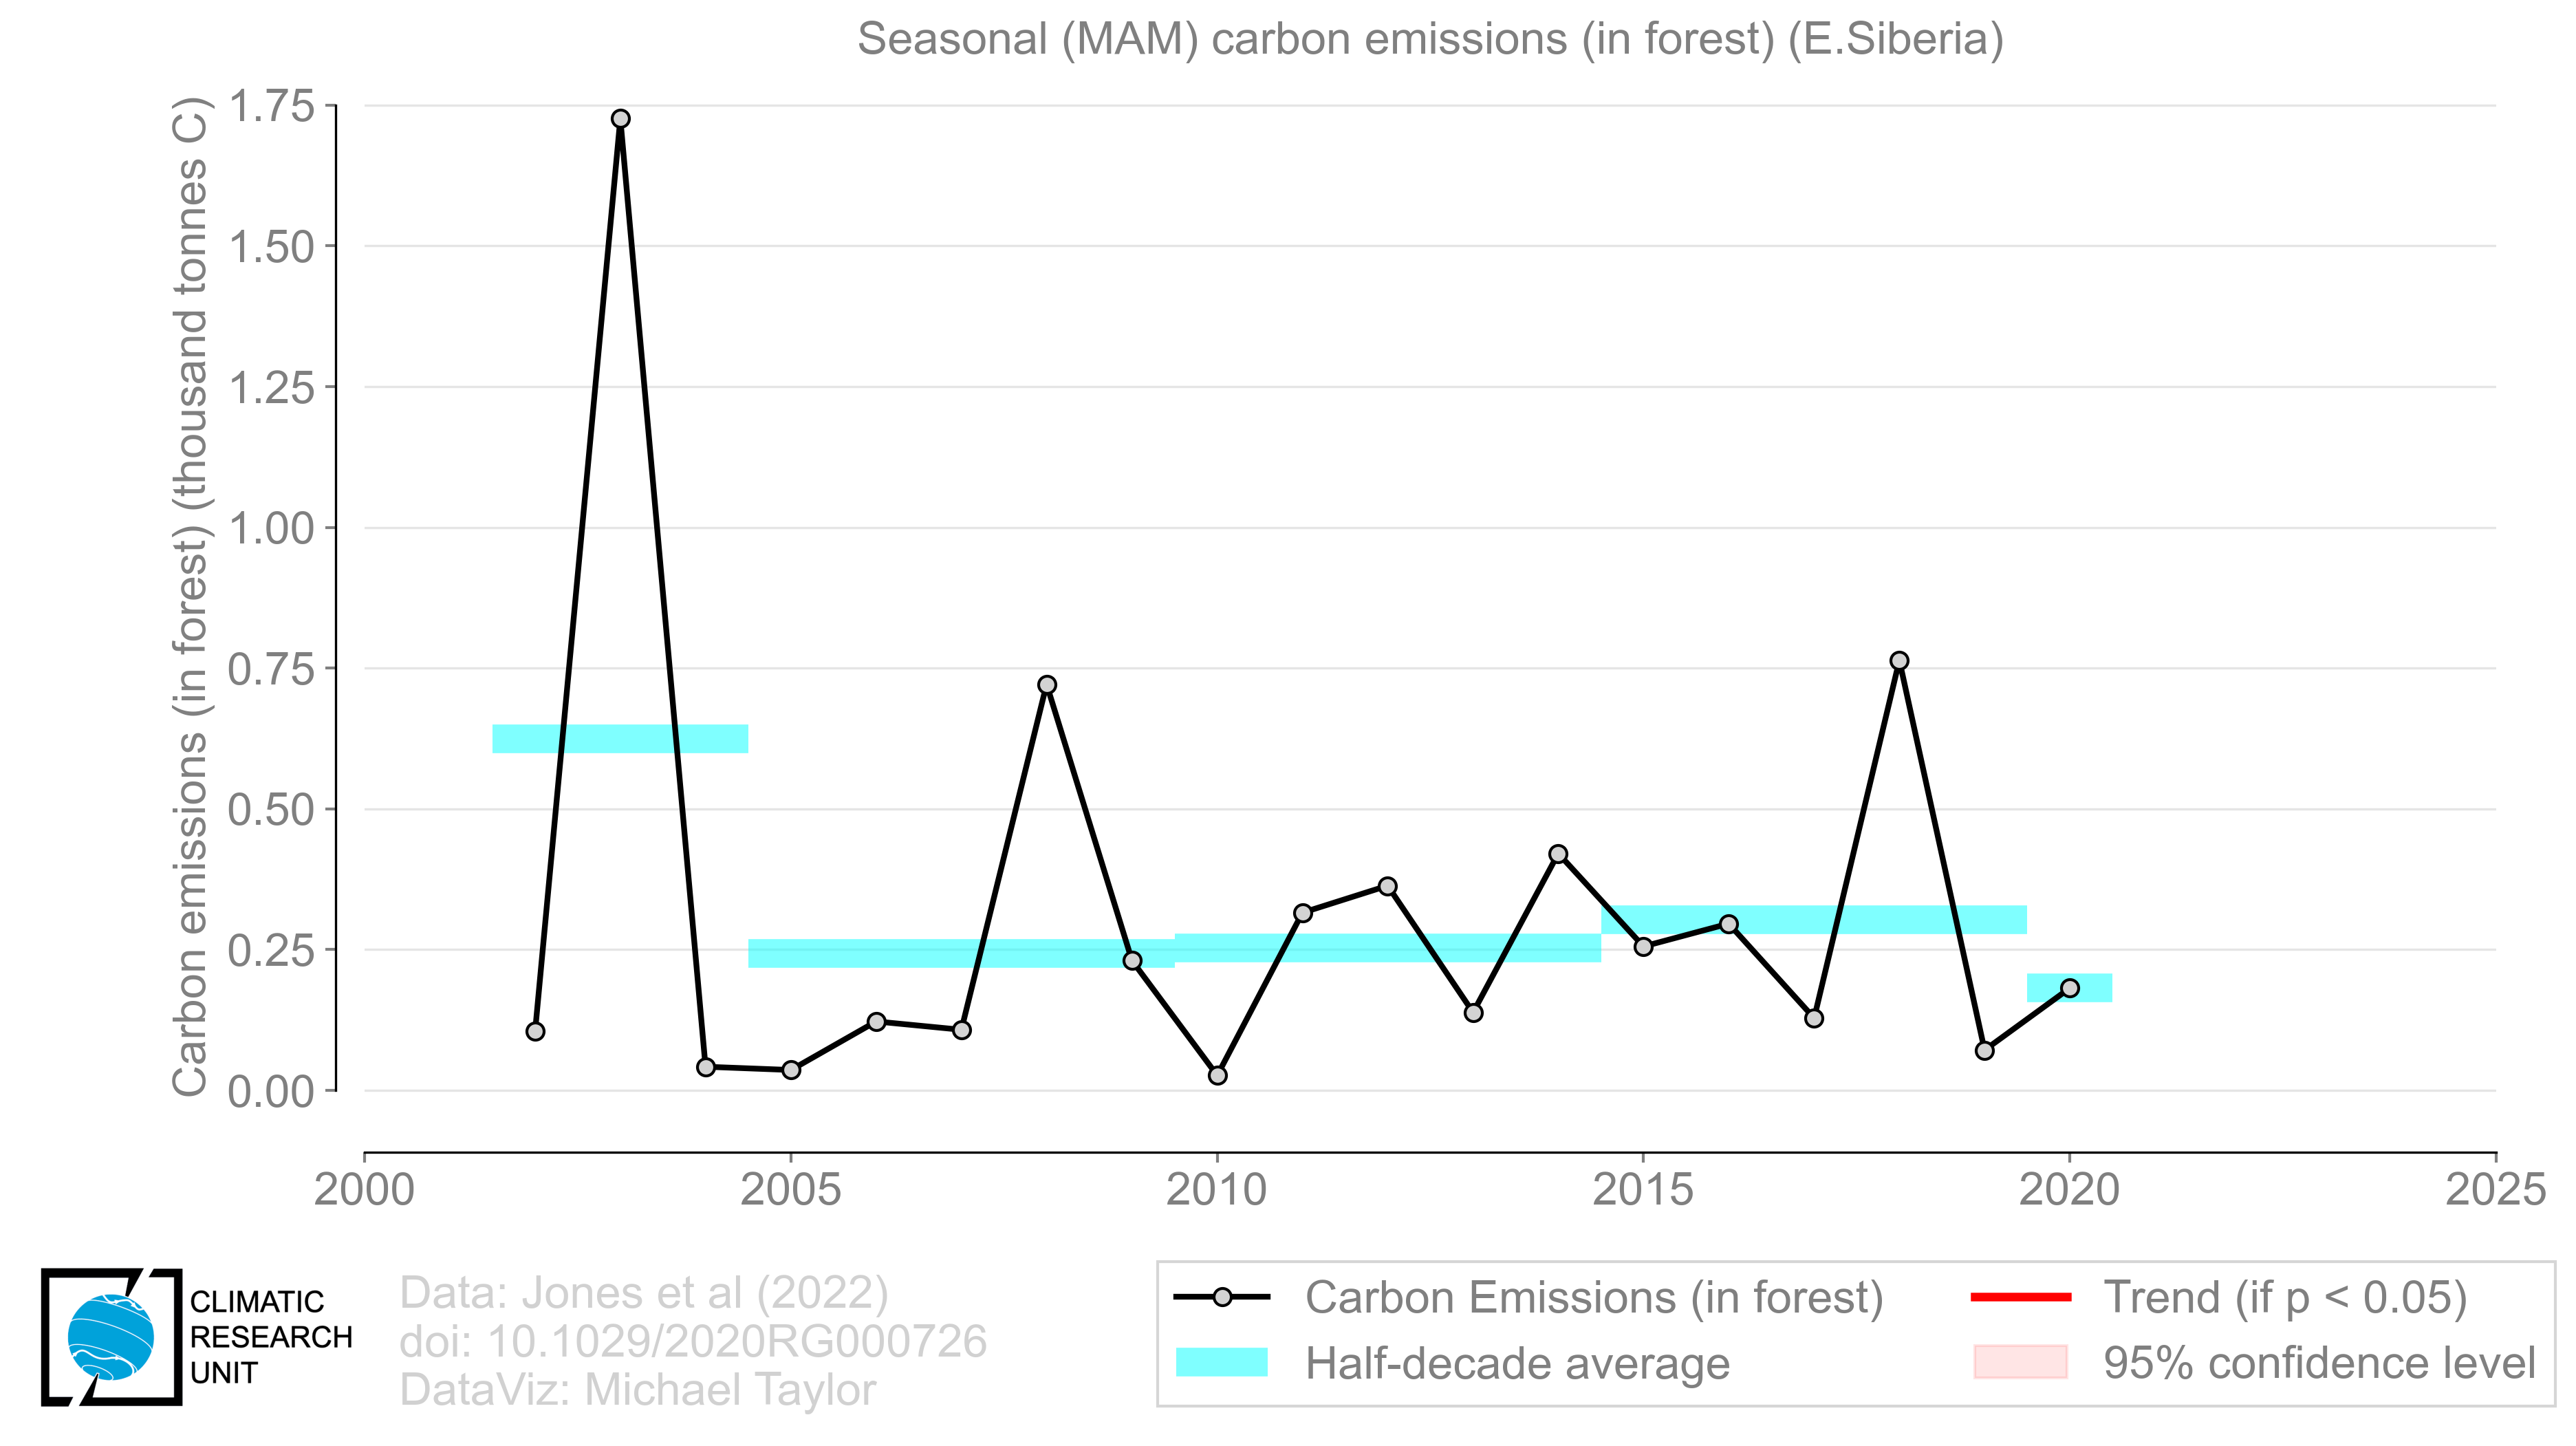 Seasonal (MAM) carbon emissions (in forest) (E.Siberia)
Carbon emissions (in forest) (thousand tonnes C)
1.75
1.50
1.25
1.00
0.75
0.50
0.25
0.00
2000 2005 2010 2015 2020 2025
CLIMATIC
RESEARCH
UNIT
Data: Jones et al (2022)
doi: 10.1029/2020RG000726
DataViz: Michael Taylor
Carbon Emissions (in forest)
Half-decade average
Trend (if p < 0.05)
95% confidence level